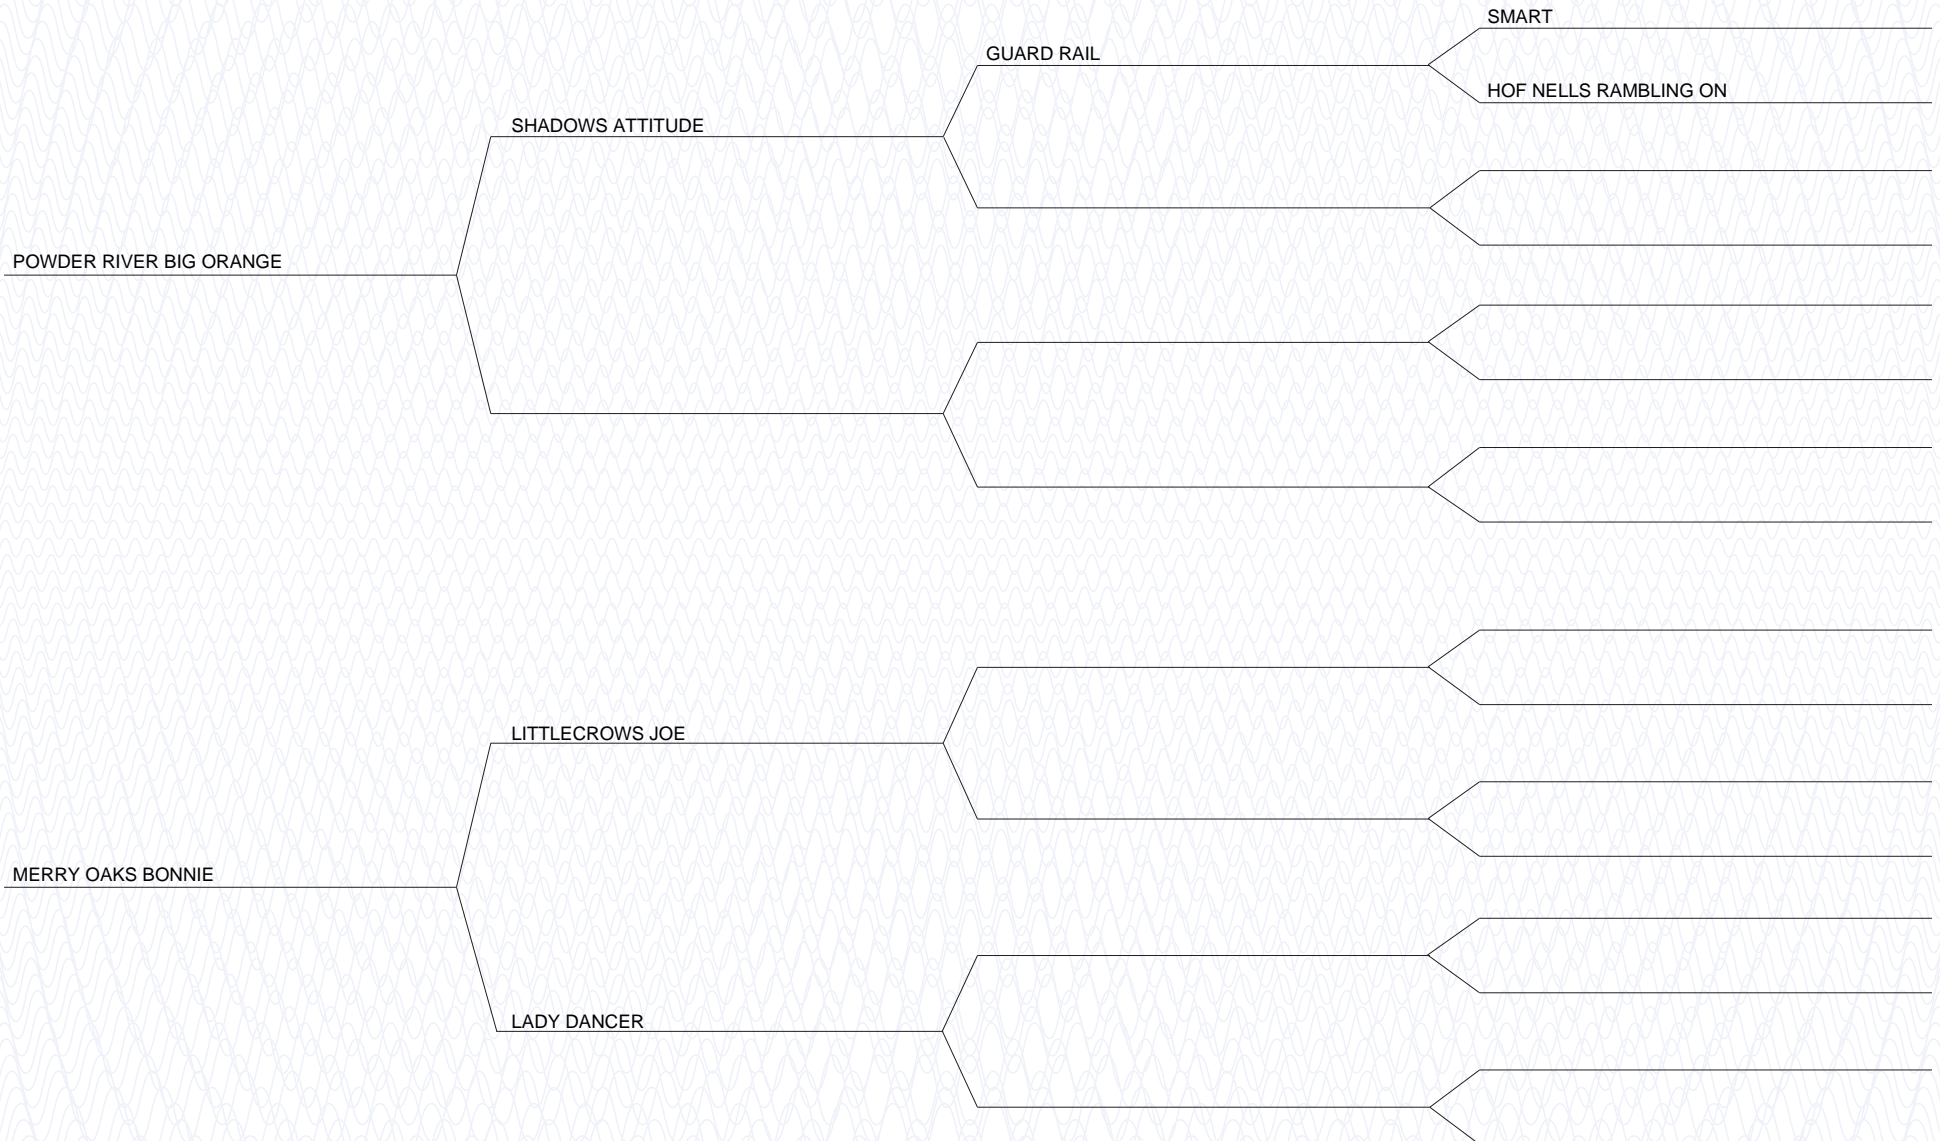 SMART
GUARD RAIL
HOF NELLS RAMBLING ON
SHADOWS ATTITUDE
POWDER RIVER BIG ORANGE
LITTLECROWS JOE
MERRY OAKS BONNIE
LADY DANCER